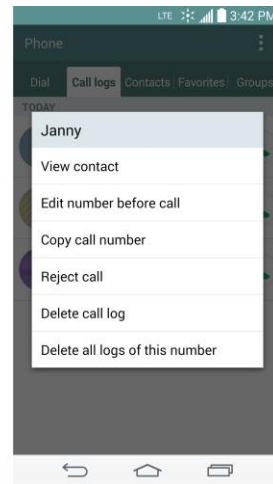 LTE 3:42 PM
Phone
Dial Call logs Contacts Favorites Groups
TODAY
Janny
View contact
Edit number before call
Copy call number
Reject call
Delete call log
Delete all logs of this number